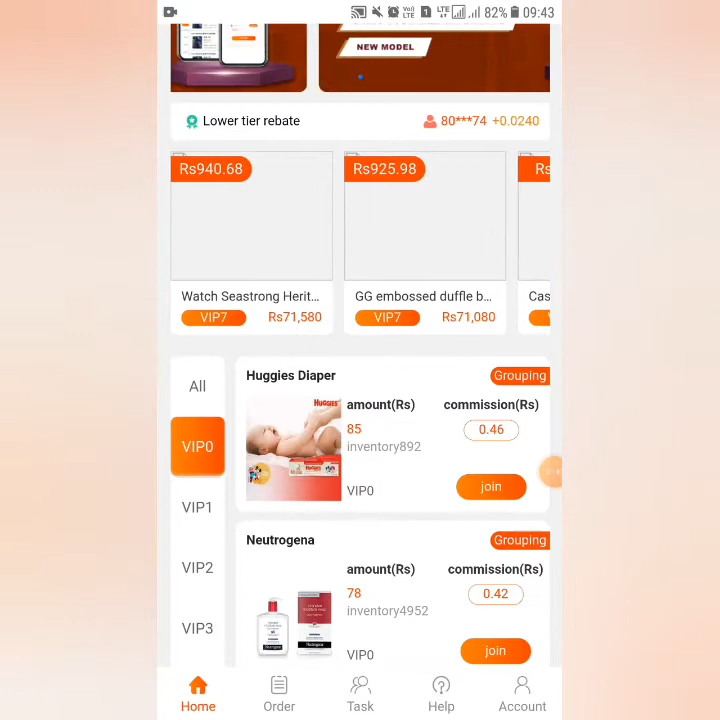 82% 09:43
NEW MODEL
Lower tier rebate 80***74 +0.0240
Rs940.68 Rs925.98 Rs
Watch Seastrong Herit... GG embossed duffle b... Cas
VIP7 Rs71,580 VIP7 Rs71,080
All
VIP0
VIP1
VIP2
VIP3
Huggies Diaper Grouping
HUGGIES
amount(Rs) commission(Rs)
85 0.46
inventory892
VIP0 join
Neutrogena Grouping
amount(Rs) commission(Rs)
78 0.42
inventory4952
Neutrogena
VIP0 join
Home Order Task Help Account